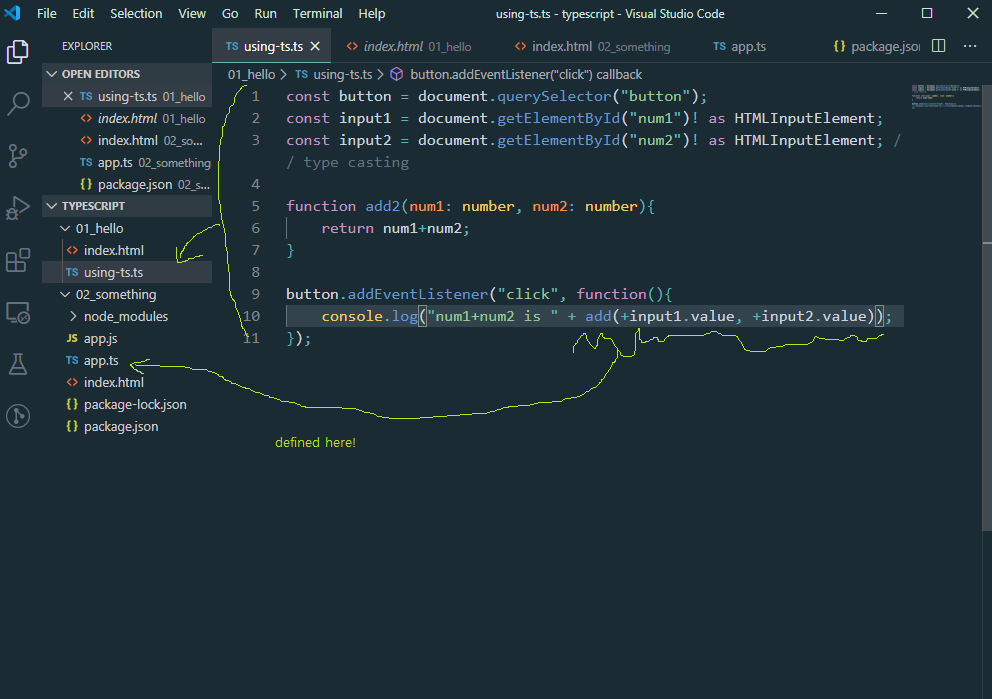 File Edit Selection View Go Run Terminal Help using-ts.ts - typescript - Visual Studio Code
EXPLORER
TS using-ts.ts <> index.html 01_hello <> index.html 02_something TS app.ts {} package.jsoı
OPEN EDITORS
TS using-ts.ts 01_hello
<> index.html 01_hello
<> index.html 02_so...
TS app.ts 02_something
{} package.json 02_s...
TYPESCRIPT
01_hello
<> index.html
TS using-ts.ts
02_something
node_modules
JS app.js
TS app.ts
<> index.html
{} package-lock.json
{} package.json
01_hello > TS using-ts.ts > button.addEventListener("click") callback
1 const button = document.querySelector("button");
2 const input1 = document.getElementById("num1")! as HTMLInputElement;
3 const input2 = document.getElementById("num2")! as HTMLInputElement; /
/ type casting
4
5 function add2(num1: number, num2: number){
6 return num1+num2;
7 }
8
9 button.addEventListener("click", function(){
10 console.log("num1+num2 is " + add(+input1.value, +input2.value));
11 });
defined here!